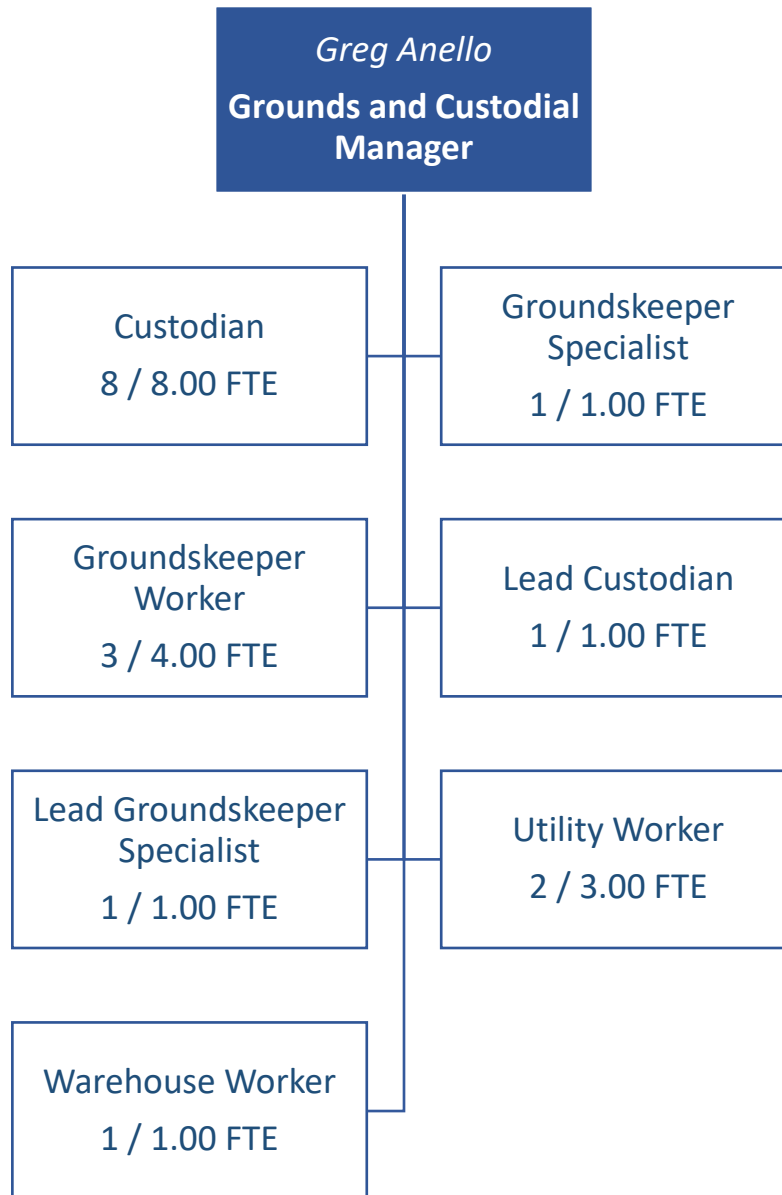 Greg Anello
Grounds and Custodial
Manager
Custodian
8 / 8.00 FTE
Groundskeeper
Specialist
1 / 1.00 FTE
Groundskeeper
Worker
3 / 4.00 FTE
Lead Custodian
1 / 1.00 FTE
Lead Groundskeeper
Specialist
1 / 1.00 FTE
Utility Worker
2 / 3.00 FTE
Warehouse Worker
1 / 1.00 FTE